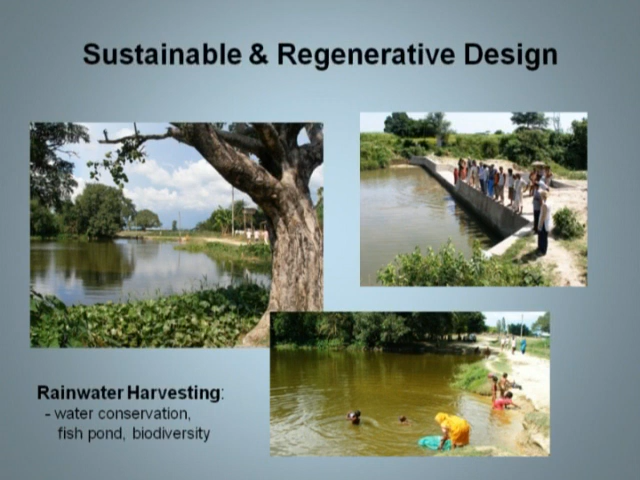 Sustainable & Regenerative Design
Rainwater Harvesting:
- water conservation,
fish pond, biodiversity